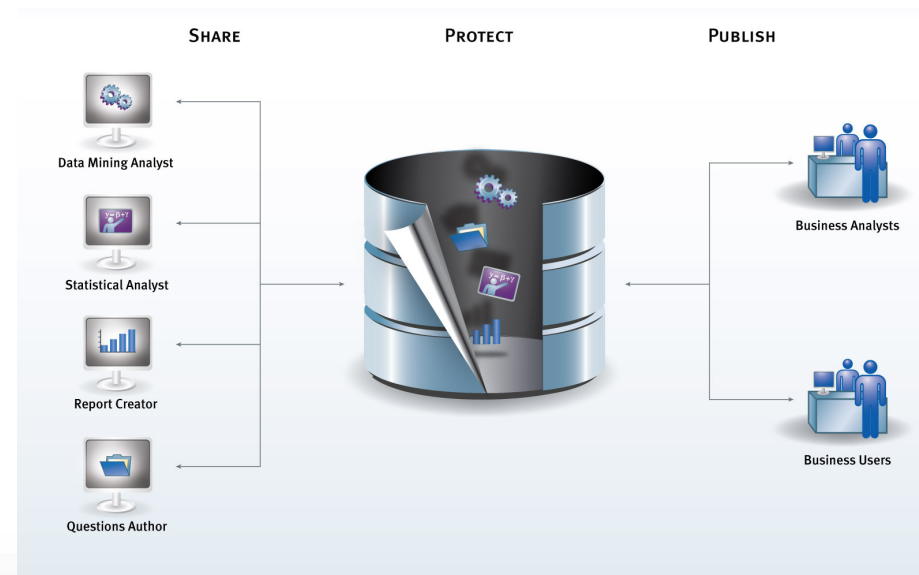 SHARE
PROTECT
PUBLISH
Data Mining Analyst
y=β+γ
Statistical Analyst
Report Creator
Questions Author
y=β+γ
Business Analysts
Business Users